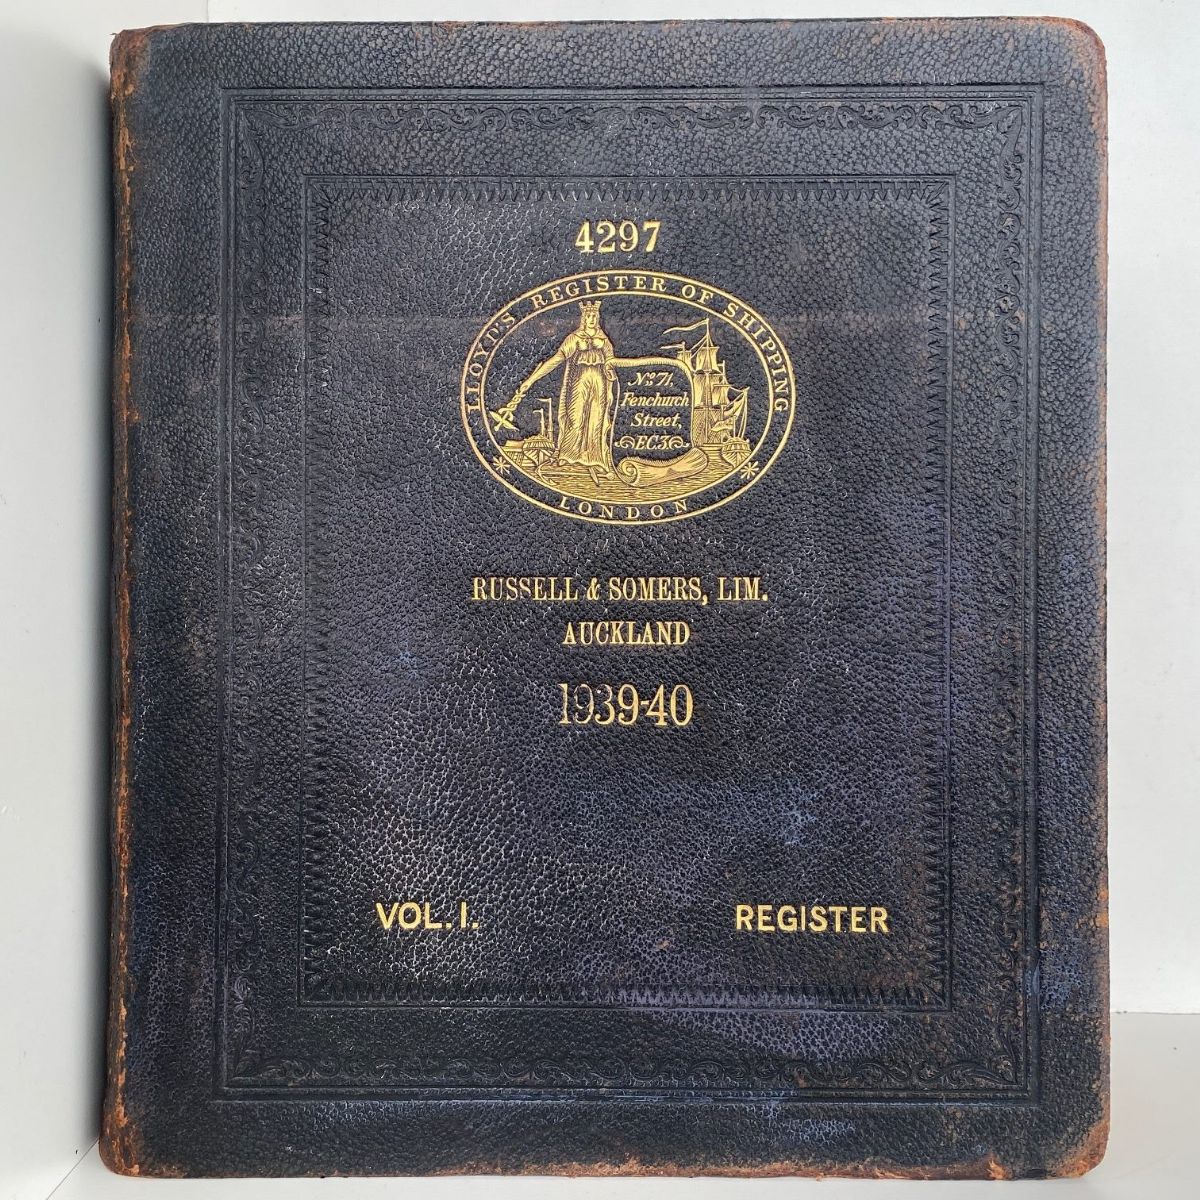 4297
LLOYD'S REGISTER OF SHIPPING
No. 71,
Fenchurch
Street,
E.C.3.
LONDON
RUSSELL & SOMERS, LIM.
AUCKLAND
1939-40
VOL. I. REGISTER